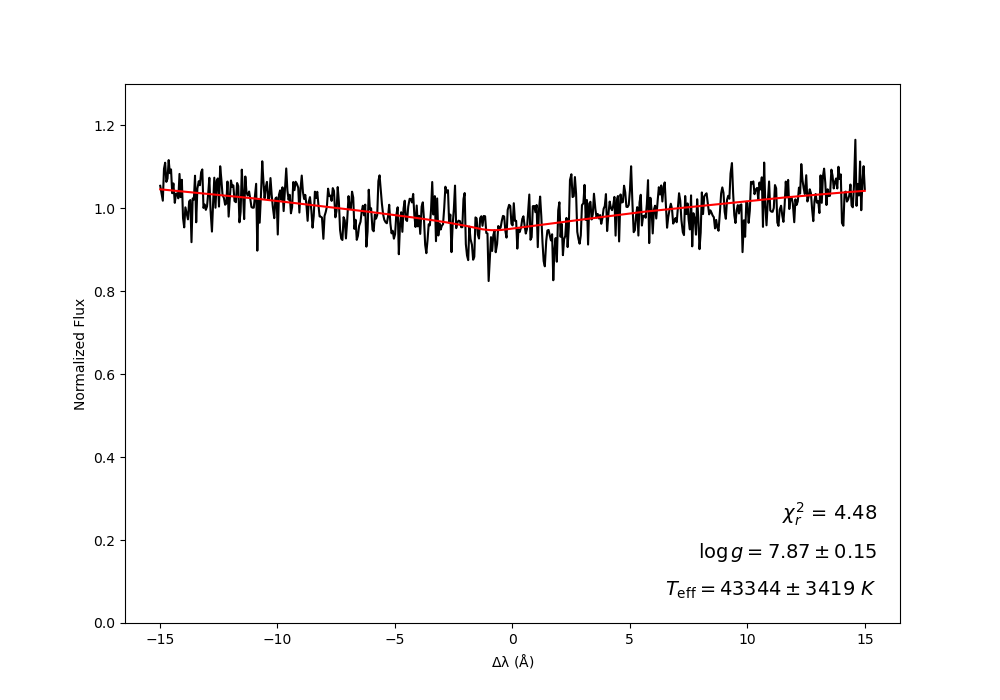 Normalized Flux
1.2
1.0
0.8
0.6
0.4
0.2
0.0
χ²ᵣ = 4.48
log g = 7.87 ± 0.15
T_eff = 43344 ± 3419 K
−15
−10
−5
0
5
10
15
Δλ (Å)